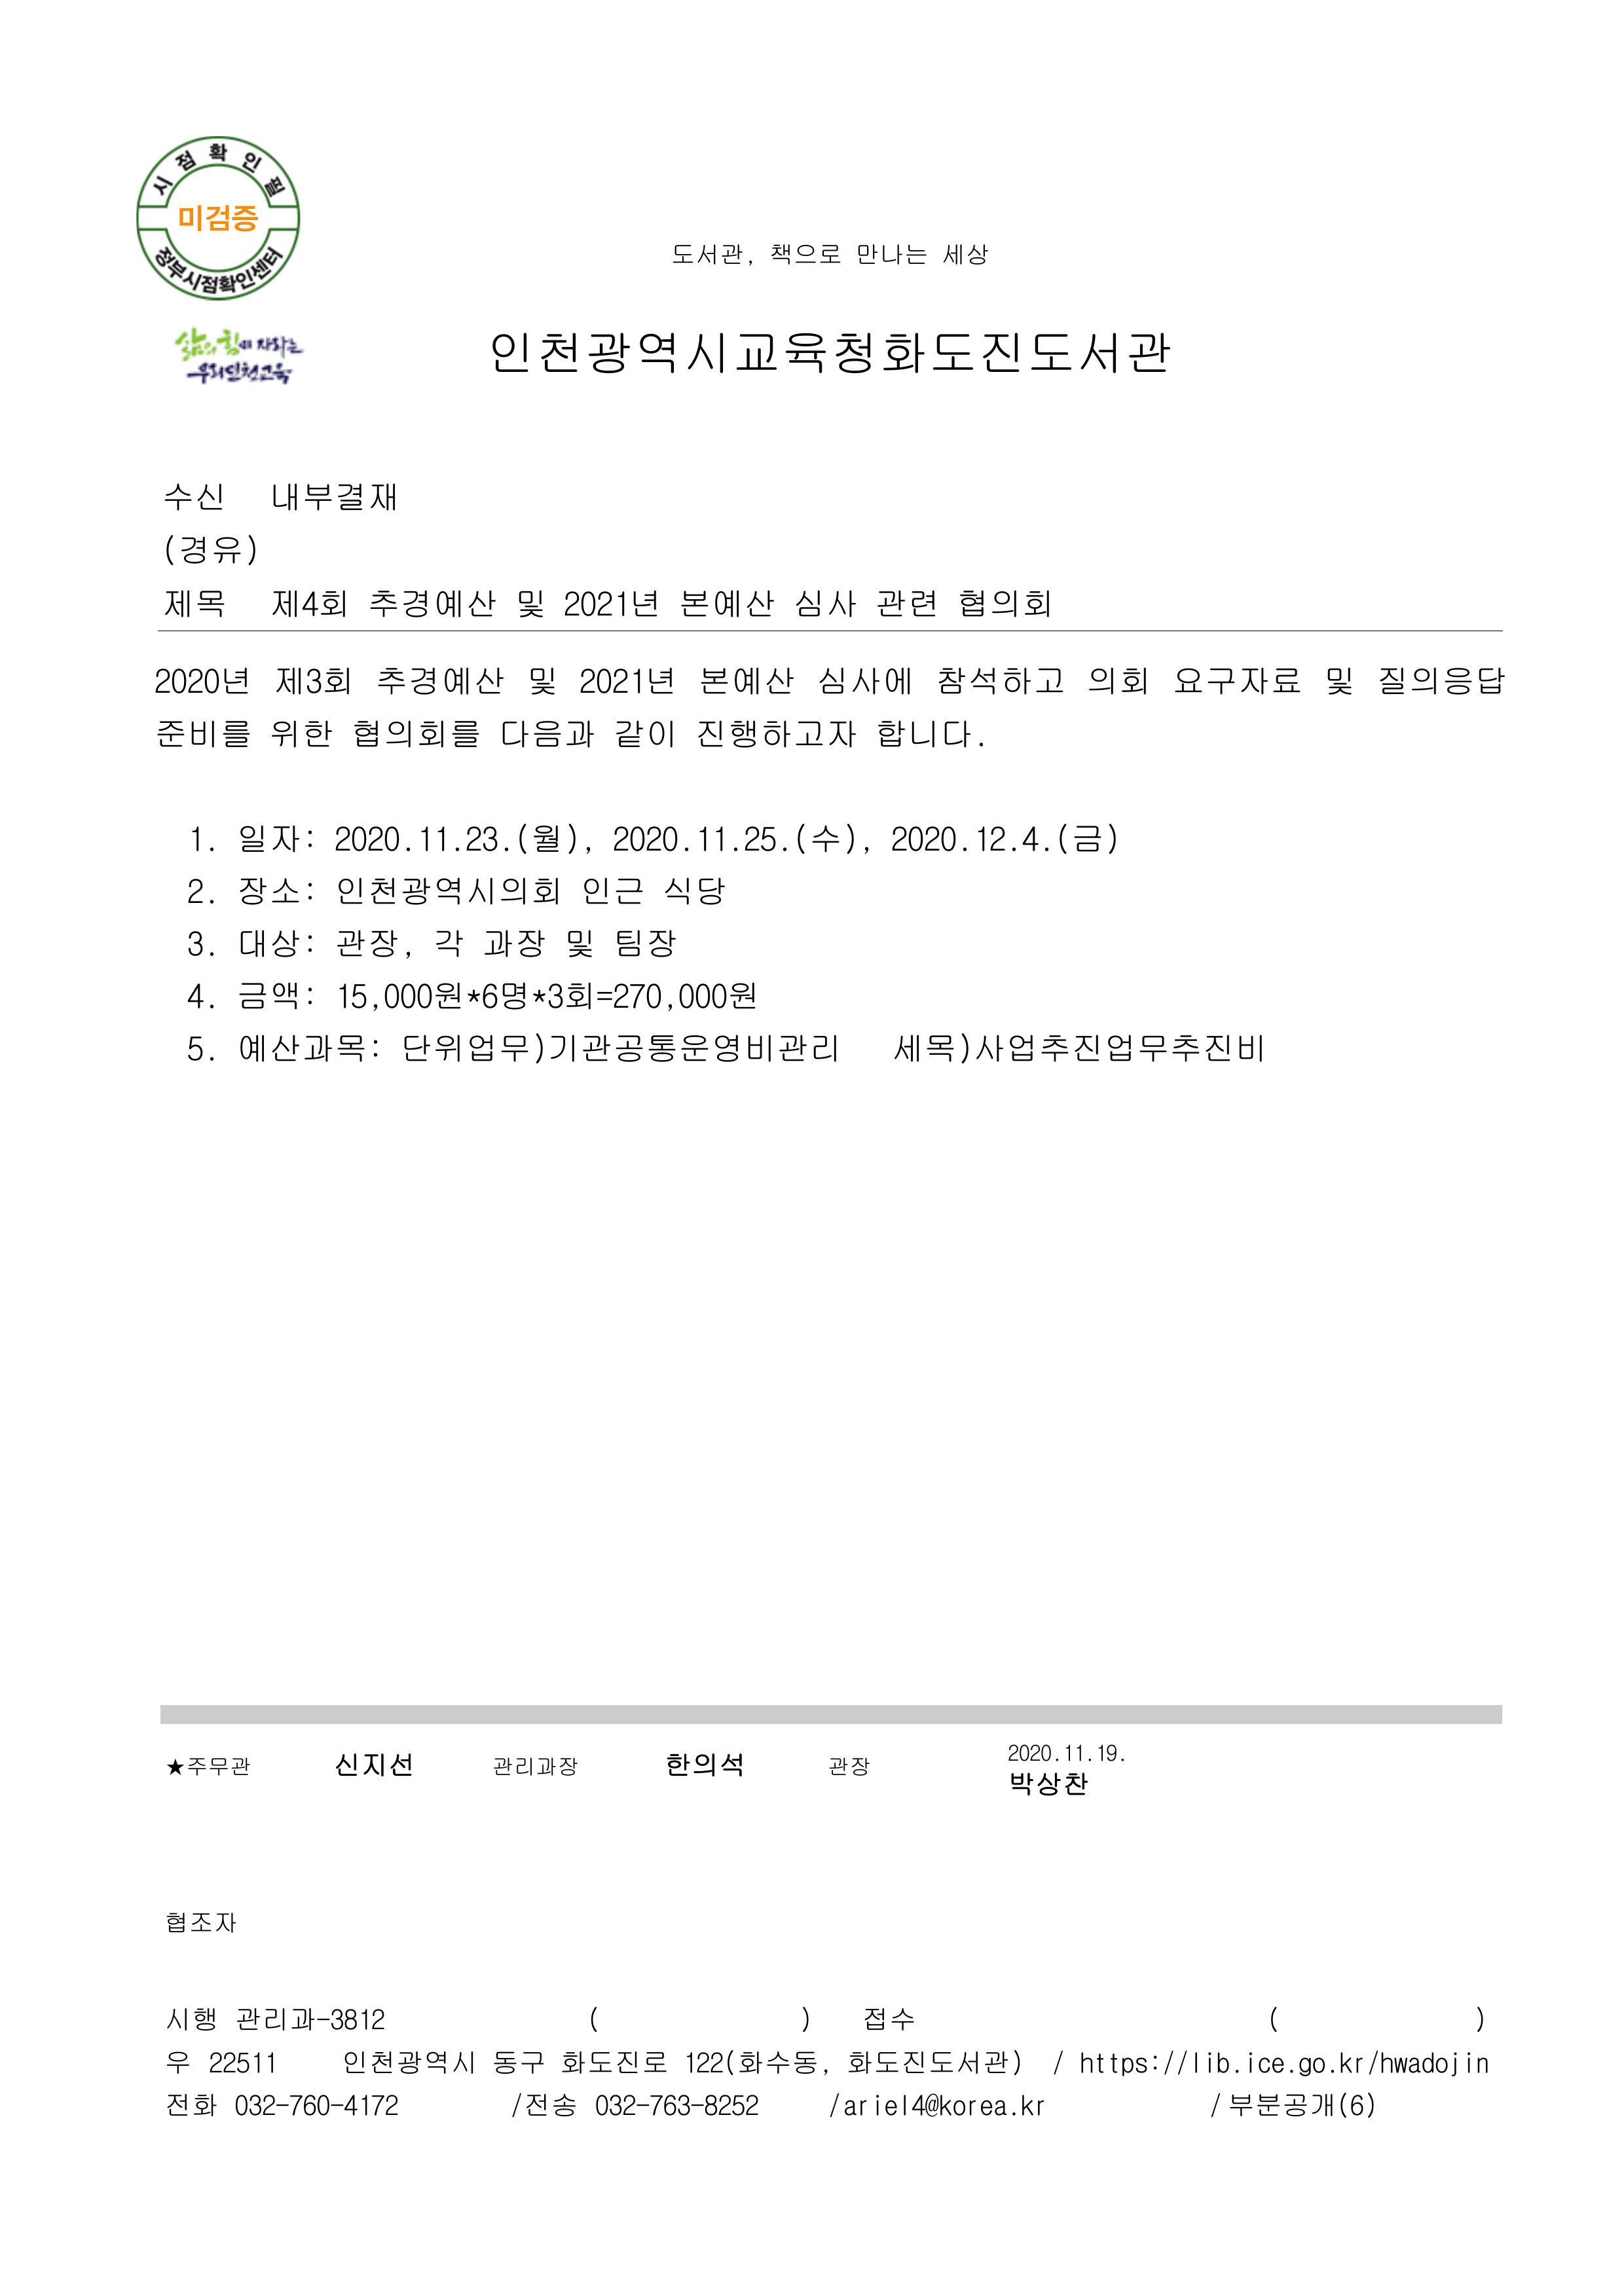 시점확인필
미검증
정부시점확인센터
도서관, 책으로 만나는 세상
삶의 힘이 자라는
우리인천교육
인천광역시교육청화도진도서관
수신 내부결재
(경유)
제목 제4회 추경예산 및 2021년 본예산 심사 관련 협의회
2020년 제3회 추경예산 및 2021년 본예산 심사에 참석하고 의회 요구자료 및 질의응답
준비를 위한 협의회를 다음과 같이 진행하고자 합니다.
1. 일자: 2020.11.23.(월), 2020.11.25.(수), 2020.12.4.(금)
2. 장소: 인천광역시의회 인근 식당
3. 대상: 관장, 각 과장 및 팀장
4. 금액: 15,000원*6명*3회=270,000원
5. 예산과목: 단위업무)기관공통운영비관리 세목)사업추진업무추진비
★주무관 신지선 관리과장 한의석 관장 2020.11.19.
박상찬
협조자
시행 관리과-3812 ( ) 접수 ( )
우 22511 인천광역시 동구 화도진로 122(화수동, 화도진도서관) / https://lib.ice.go.kr/hwadojin
전화 032-760-4172 /전송 032-763-8252 /ariel4@korea.kr / 부분공개(6)